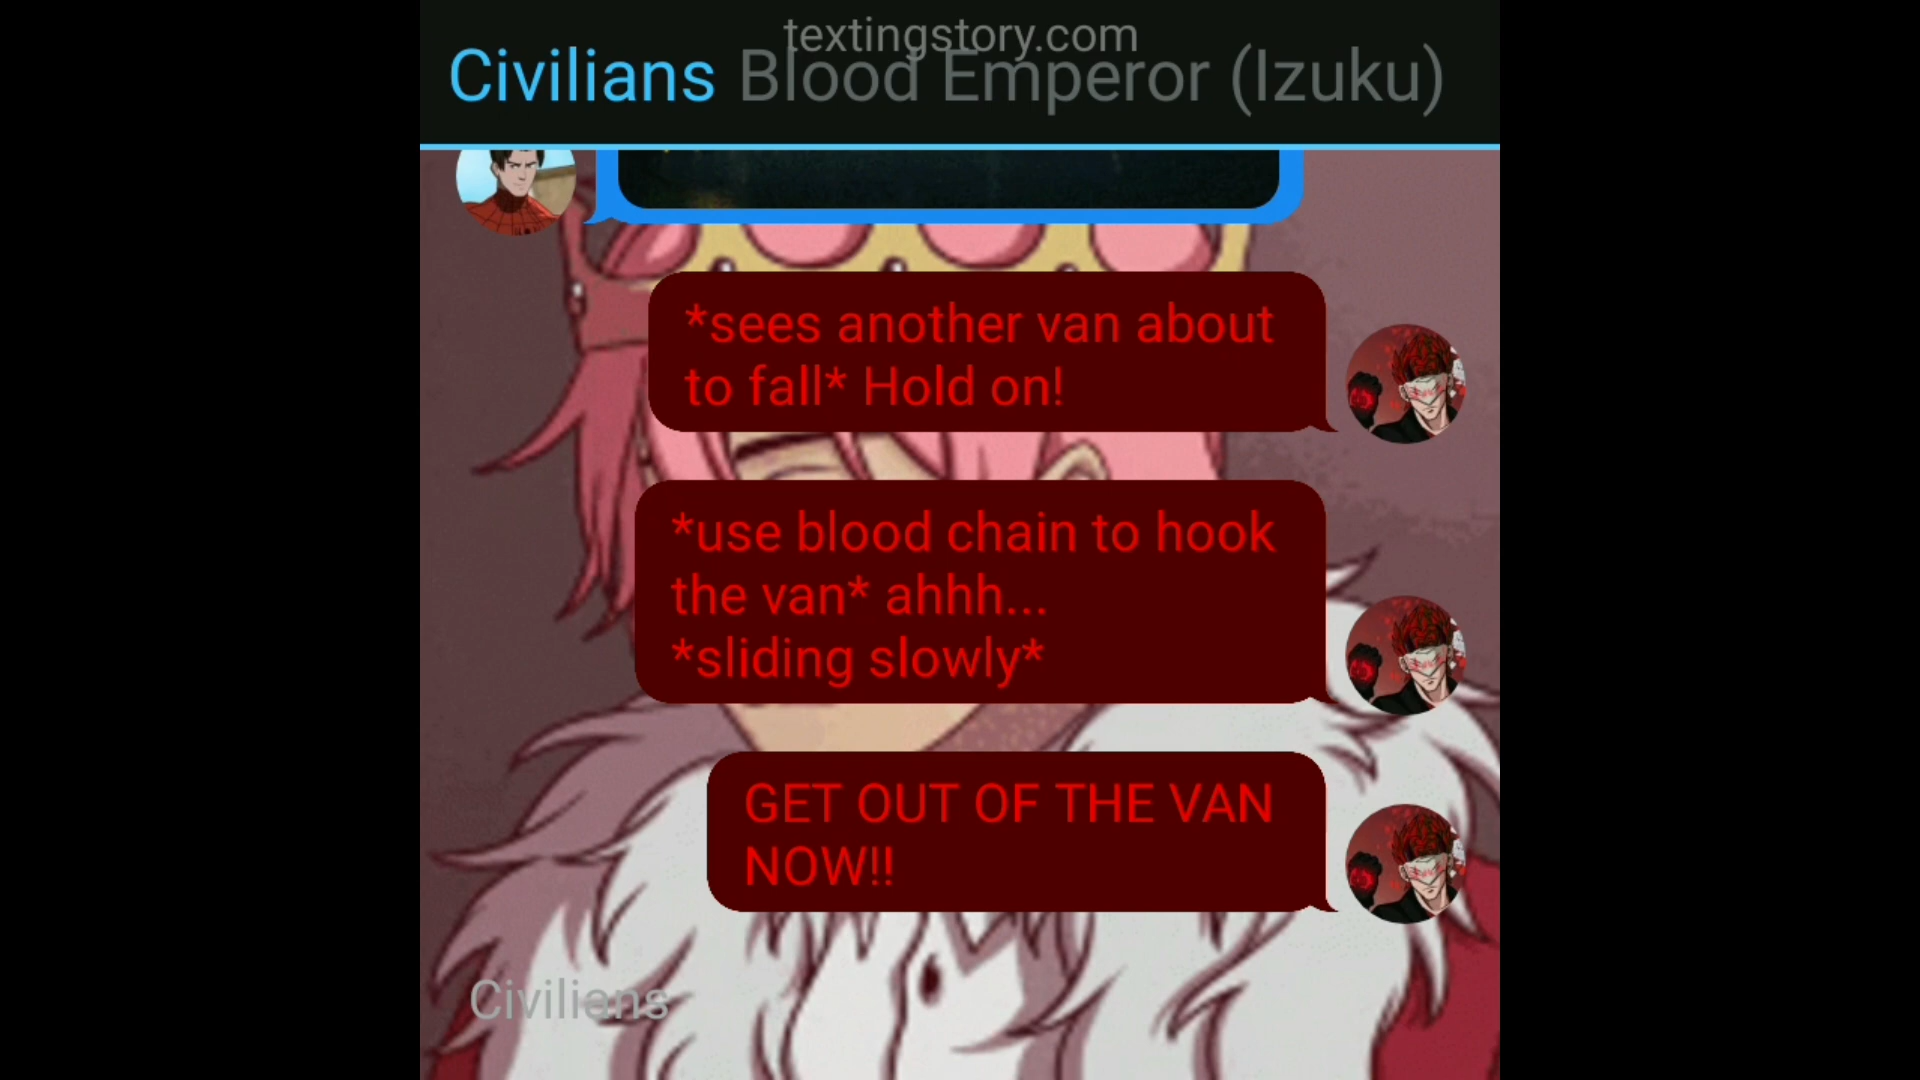 textingstory.com
Civilians Blood Emperor (Izuku)
*sees another van about
to fall* Hold on!
*use blood chain to hook
the van* ahhh...
*sliding slowly*
GET OUT OF THE VAN
NOW!!
Civilians